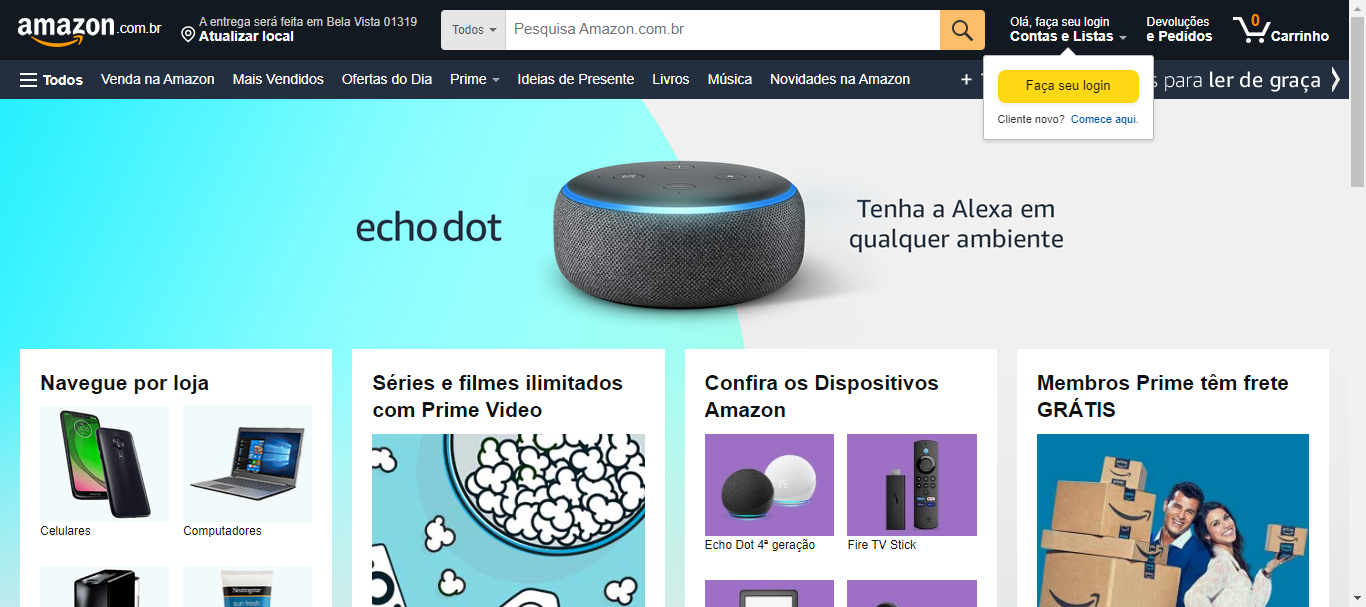 amazon.com.br
A entrega será feita em Bela Vista 01319
Atualizar local
Todos
Pesquisa Amazon.com.br
Olá, faça seu login
Contas e Listas
Devoluções
e Pedidos
0
Carrinho
Todos
Venda na Amazon
Mais Vendidos
Ofertas do Dia
Prime
Ideias de Presente
Livros
Música
Novidades na Amazon
+
para ler de graça
Faça seu login
Cliente novo? Comece aqui.
echo dot
Tenha a Alexa em
qualquer ambiente
Navegue por loja
Celulares
Computadores
Neutrogena
sun fresh
Séries e filmes ilimitados
com Prime Video
Confira os Dispositivos
Amazon
Echo Dot 4ª geração
Fire TV Stick
Membros Prime têm frete
GRÁTIS